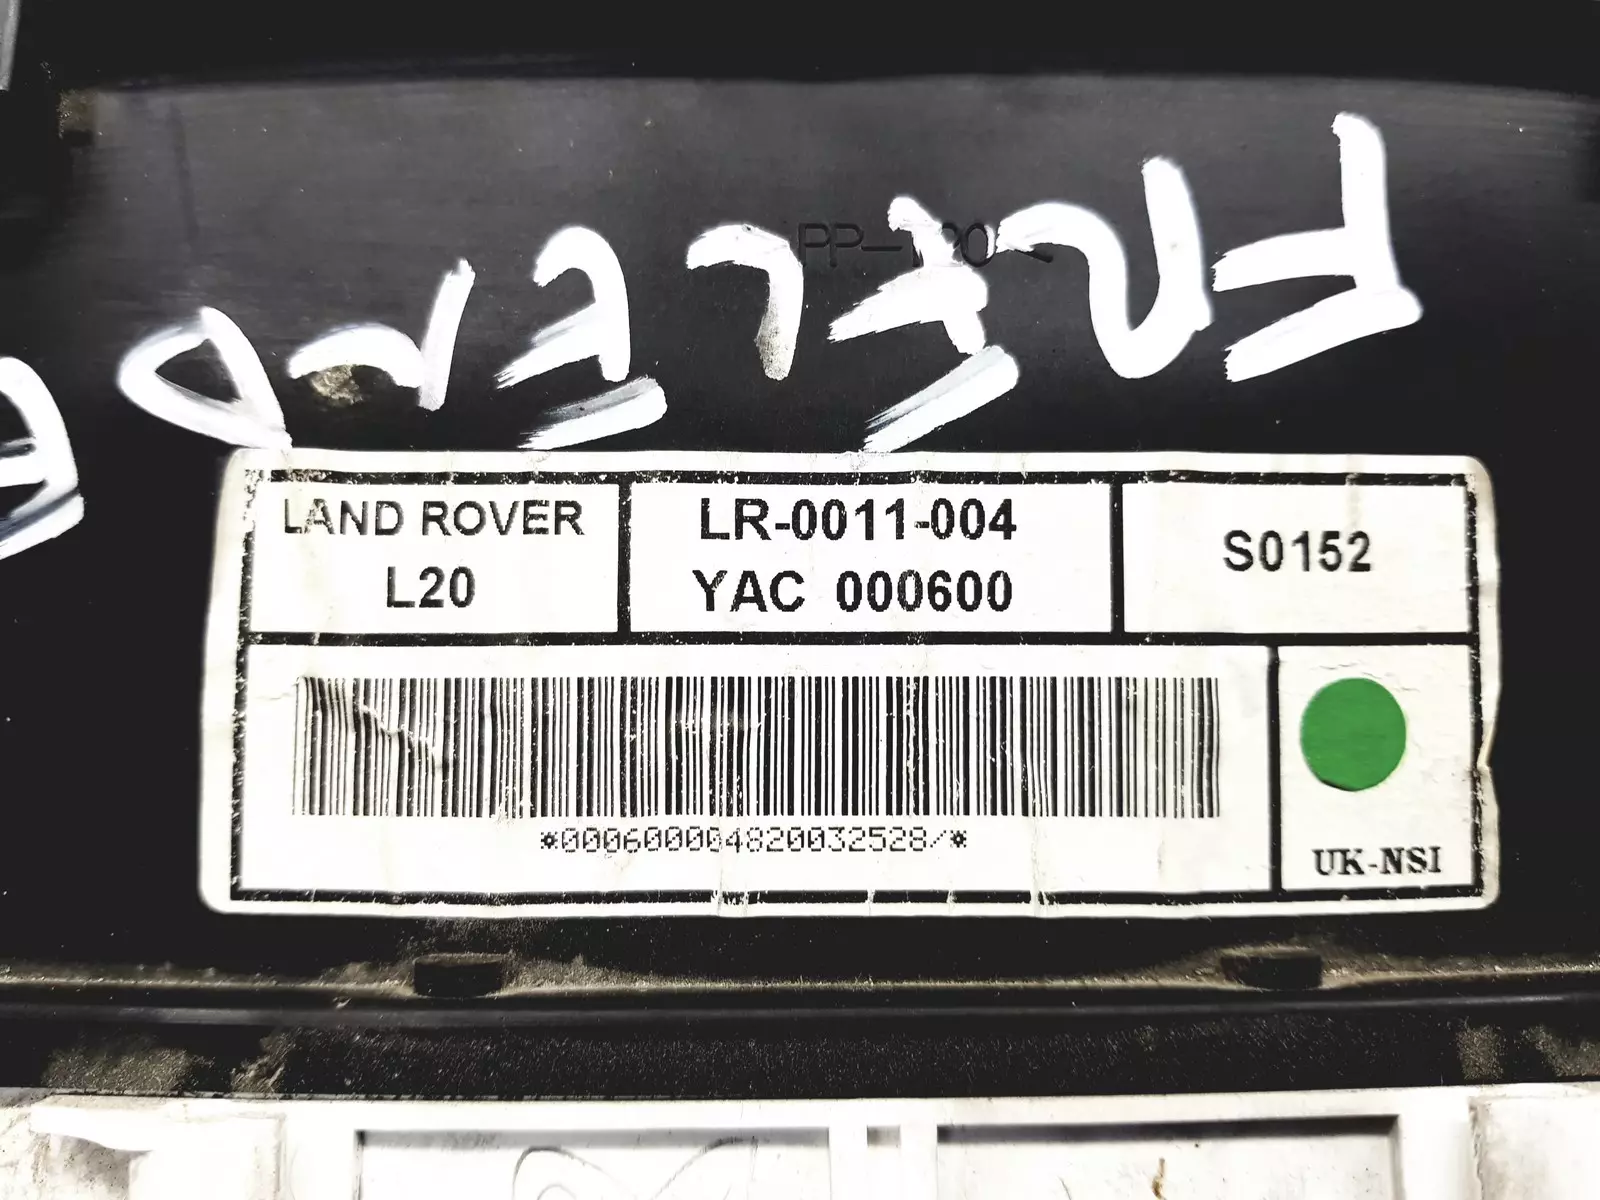 LAND ROVER
L20
LR-0011-004
YAC 000600
S0152
*000600004820032528/*
UK-NSI